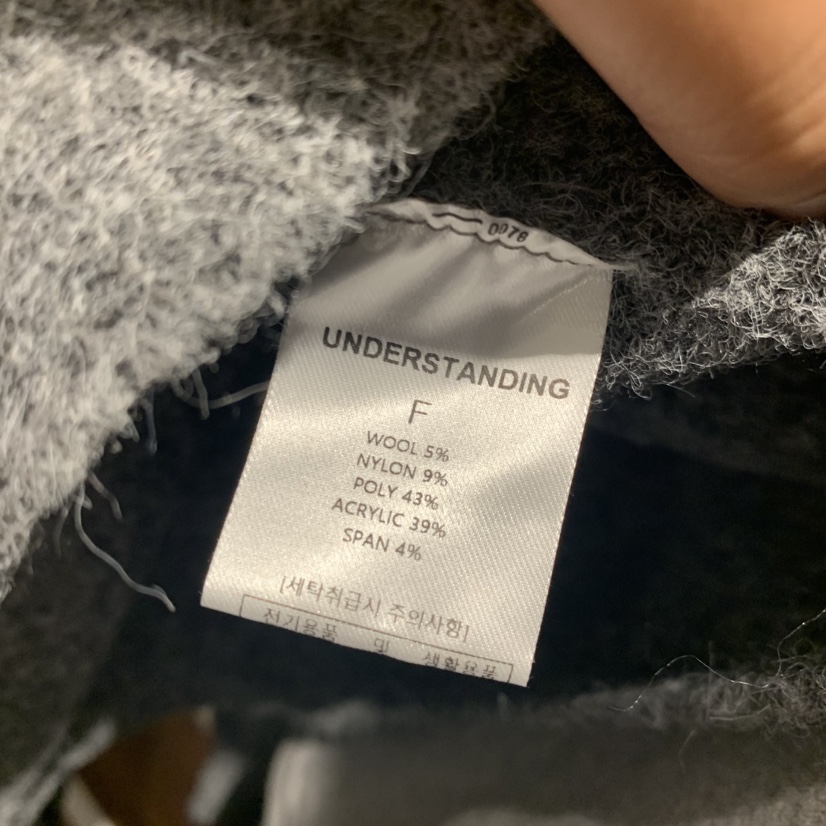 0078
UNDERSTANDING
F
WOOL 5%
NYLON 9%
POLY 43%
ACRYLIC 39%
SPAN 4%
[세탁취급시 주의사항]
전기용품 및 생활용품